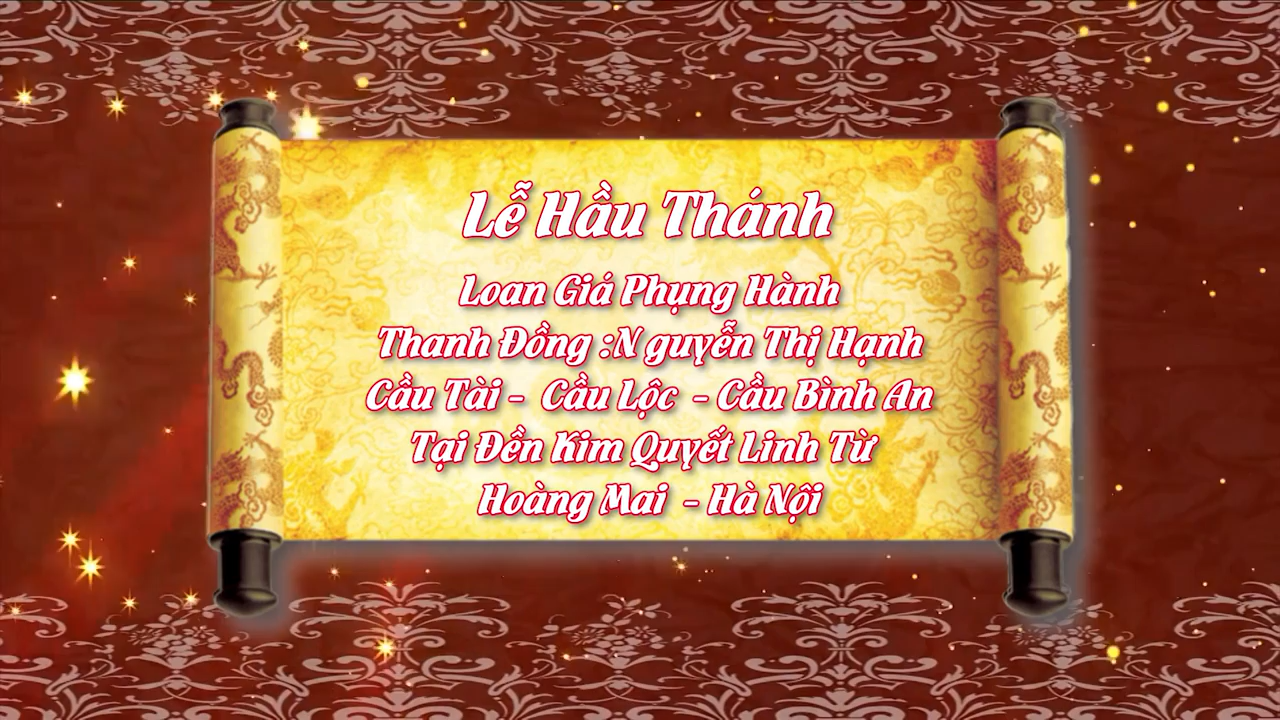 Lễ Hầu Thánh
Loan Giá Phụng Hành
Thanh Đồng :N guyễn Thị Hạnh
Cầu Tài - Cầu Lộc - Cầu Bình An
Tại Đền Kim Quyết Linh Từ
Hoàng Mai - Hà Nội